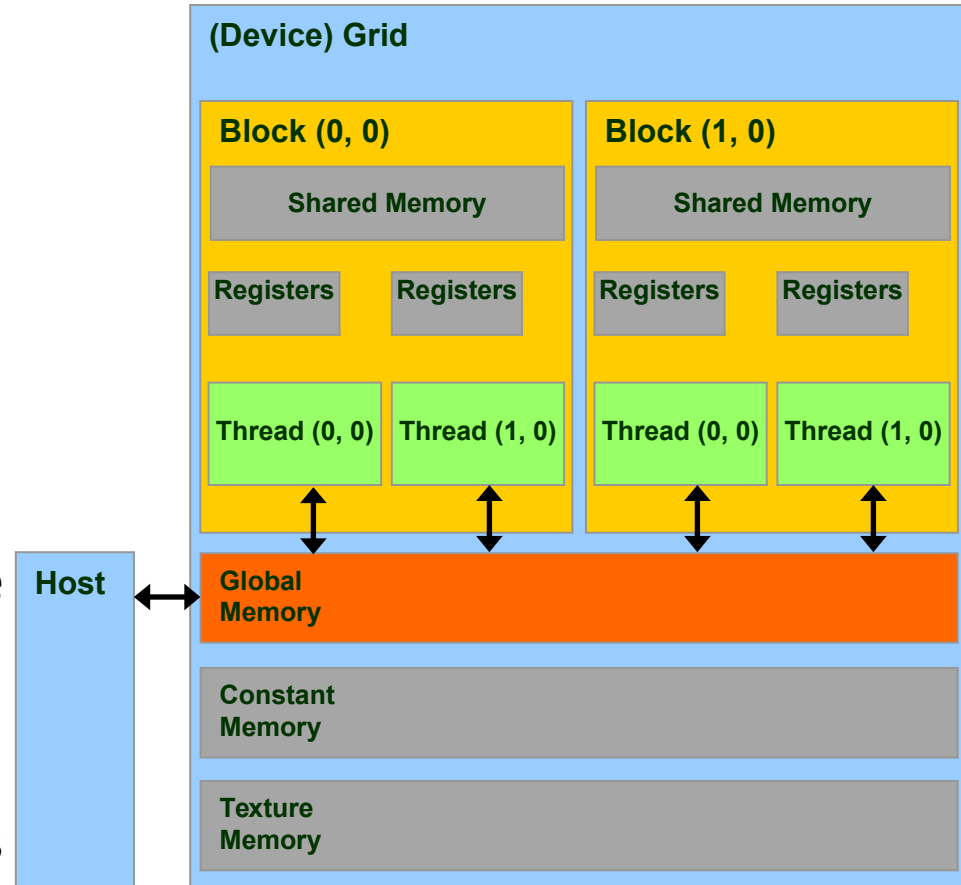 (Device) Grid
Block (0, 0)
Shared Memory
Registers
Registers
Thread (0, 0)
Thread (1, 0)
Block (1, 0)
Shared Memory
Registers
Registers
Thread (0, 0)
Thread (1, 0)
Host
Global
Memory
Constant
Memory
Texture
Memory